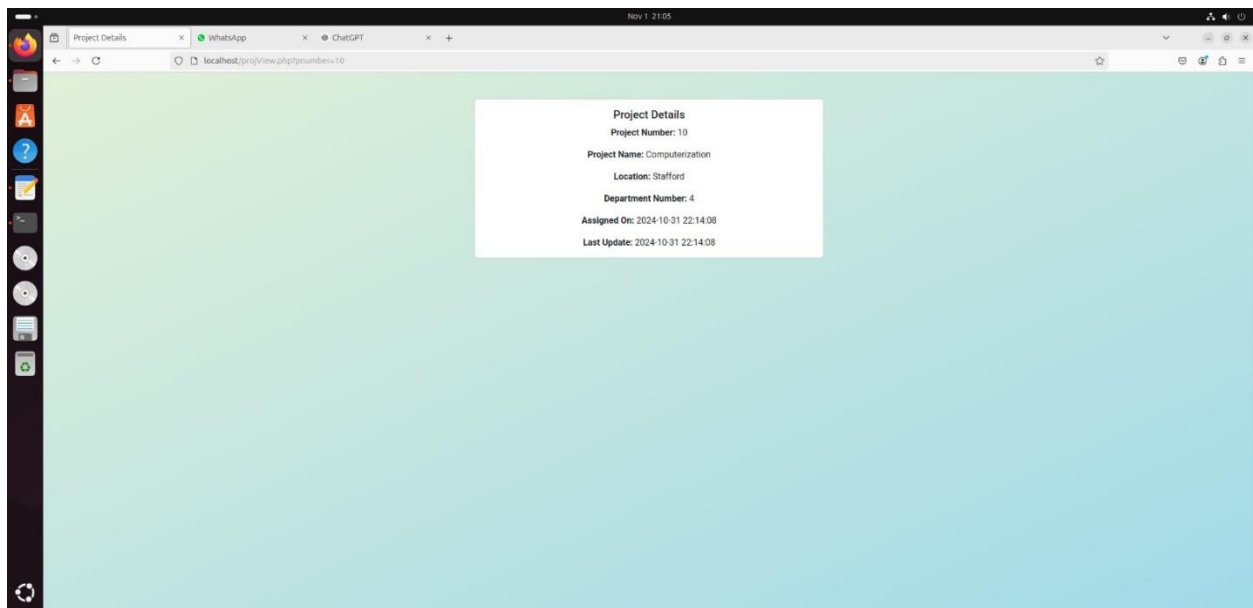 Nov 1 21:05
Project Details
WhatsApp
ChatGPT
localhost/projView.php?pnumber=10
Project Details
Project Number: 10
Project Name: Computerization
Location: Stafford
Department Number: 4
Assigned On: 2024-10-31 22:14:08
Last Update: 2024-10-31 22:14:08